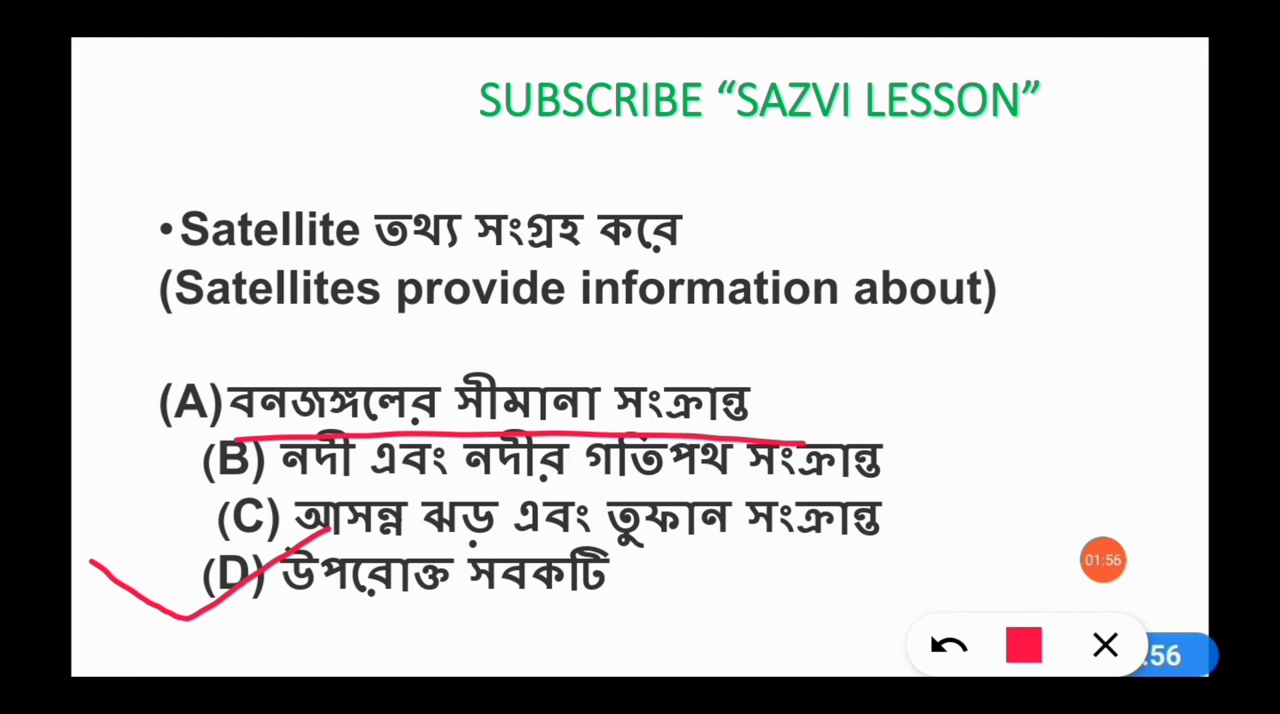 SUBSCRIBE “SAZVI LESSON”
•Satellite তথ্য সংগ্রহ করে
(Satellites provide information about)
(A)বনজঙ্গলের সীমানা সংক্রান্ত
(B) নদী এবং নদীর গতিপথ সংক্রান্ত
(C) আসন্ন ঝড় এবং তুফান সংক্রান্ত
(D) উপরোক্ত সবকটি
01:56
:56